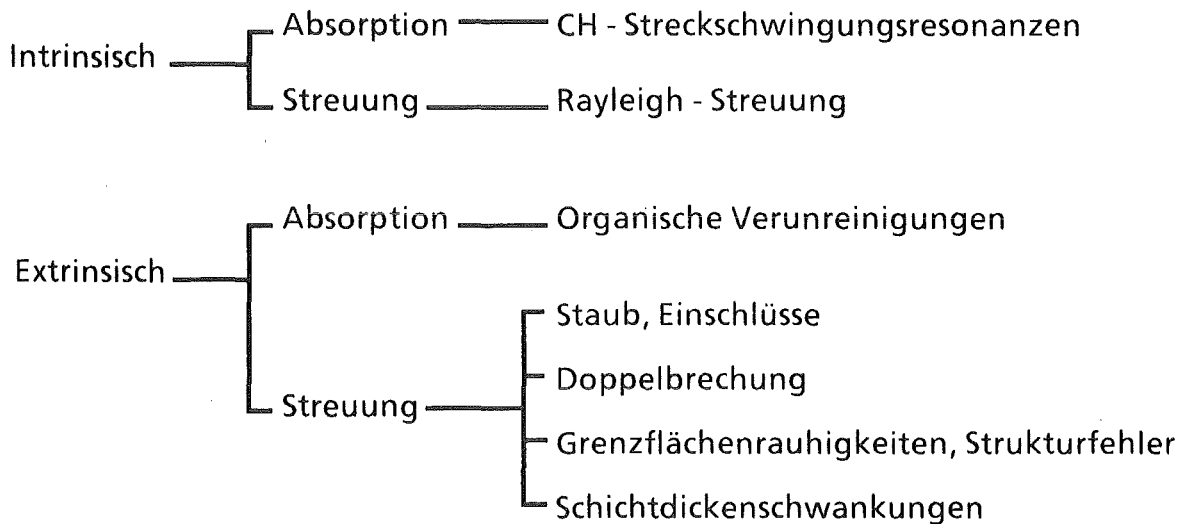 Absorption CH - Streckschwingungsresonanzen
Intrinsisch
Streuung Rayleigh - Streuung
Absorption Organische Verunreinigungen
Extrinsisch
Staub, Einschlüsse
Doppelbrechung
Streuung
Grenzflächenrauhigkeiten, Strukturfehler
Schichtdickenschwankungen